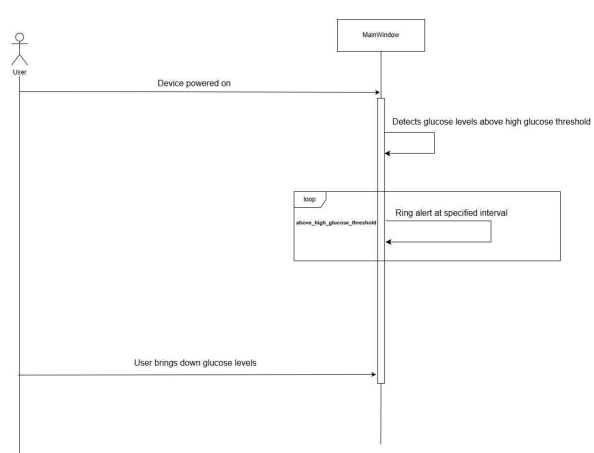 MainWindow
User
Device powered on
Detects glucose levels above high glucose threshold
loop
above_high_glucose_threshold
Ring alert at specified interval
User brings down glucose levels